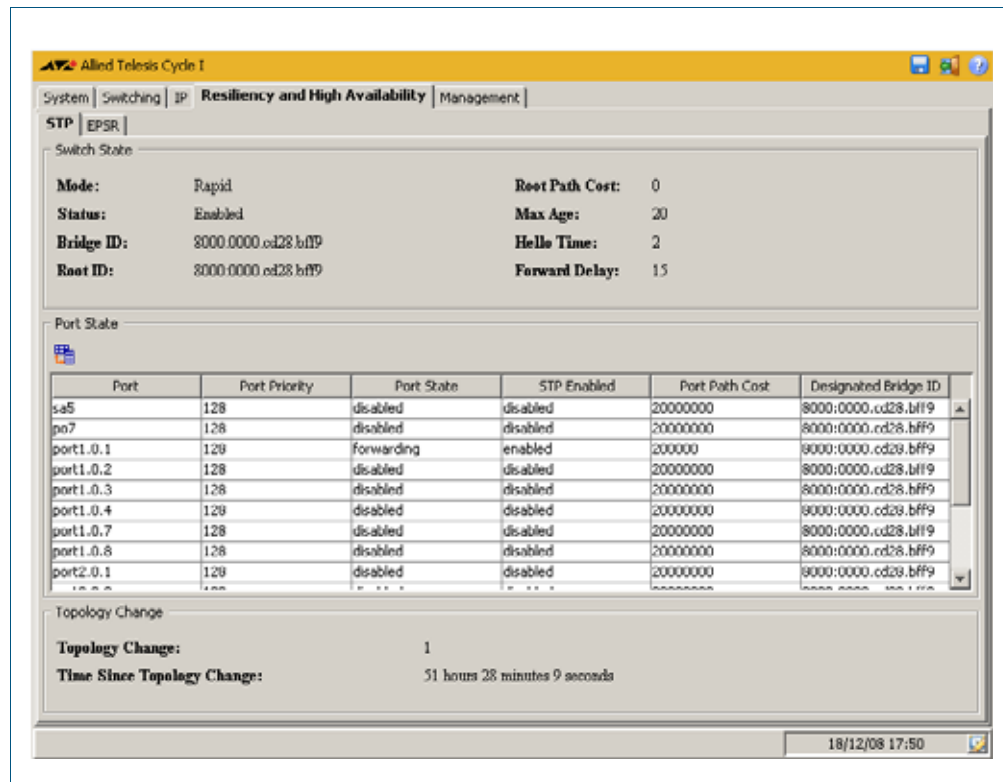 Allied Telesis Cycle I
System Switching IP Resiliency and High Availability Management
STP EPSR
Switch State
Mode: Rapid Root Path Cost: 0
Status: Enabled Max Age: 20
Bridge ID: 8000:0000.cd28.bff9 Hello Time: 2
Root ID: 8000:0000.cd28.bff9 Forward Delay: 15
Port State
Port Port Priority Port State STP Enabled Port Path Cost Designated Bridge ID
sa5 128 disabled disabled 20000000 8000:0000.cd28.bff9
po7 128 disabled disabled 20000000 8000:0000.cd28.bff9
port1.0.1 128 forwarding enabled 200000 8000:0000.cd28.bff9
port1.0.2 128 disabled disabled 20000000 8000:0000.cd28.bff9
port1.0.3 128 disabled disabled 20000000 8000:0000.cd28.bff9
port1.0.4 128 disabled disabled 20000000 8000:0000.cd28.bff9
port1.0.7 128 disabled disabled 20000000 8000:0000.cd28.bff9
port1.0.8 128 disabled disabled 20000000 8000:0000.cd28.bff9
port2.0.1 128 disabled disabled 20000000 8000:0000.cd28.bff9
Topology Change
Topology Change: 1
Time Since Topology Change: 51 hours 28 minutes 9 seconds
18/12/08 17:50